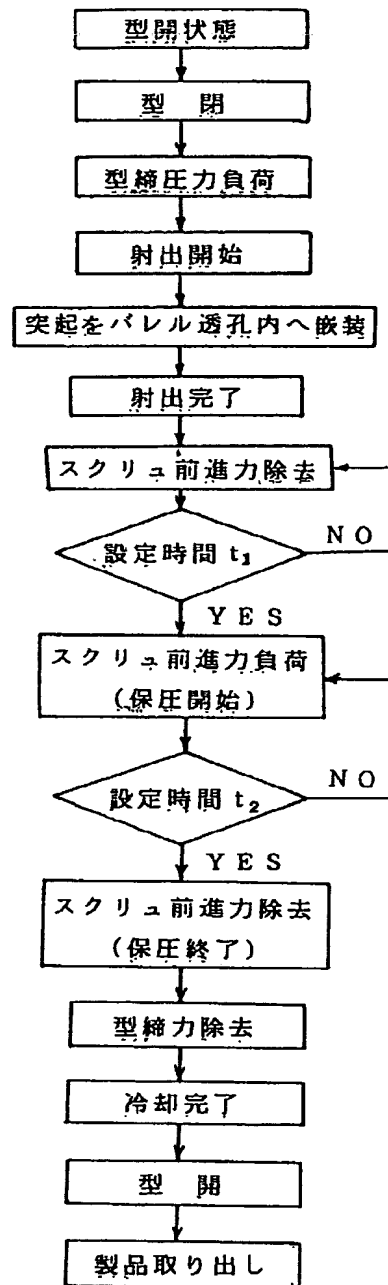 型開状態
型 閉
型締圧力負荷
射出開始
突起をバレル透孔内へ嵌装
射出完了
スクリュ前進力除去
設定時間 t₁
NO
YES
スクリュ前進力負荷
(保圧開始)
設定時間 t₂
NO
YES
スクリュ前進力除去
(保圧終了)
型締力除去
冷却完了
型 開
製品取り出し